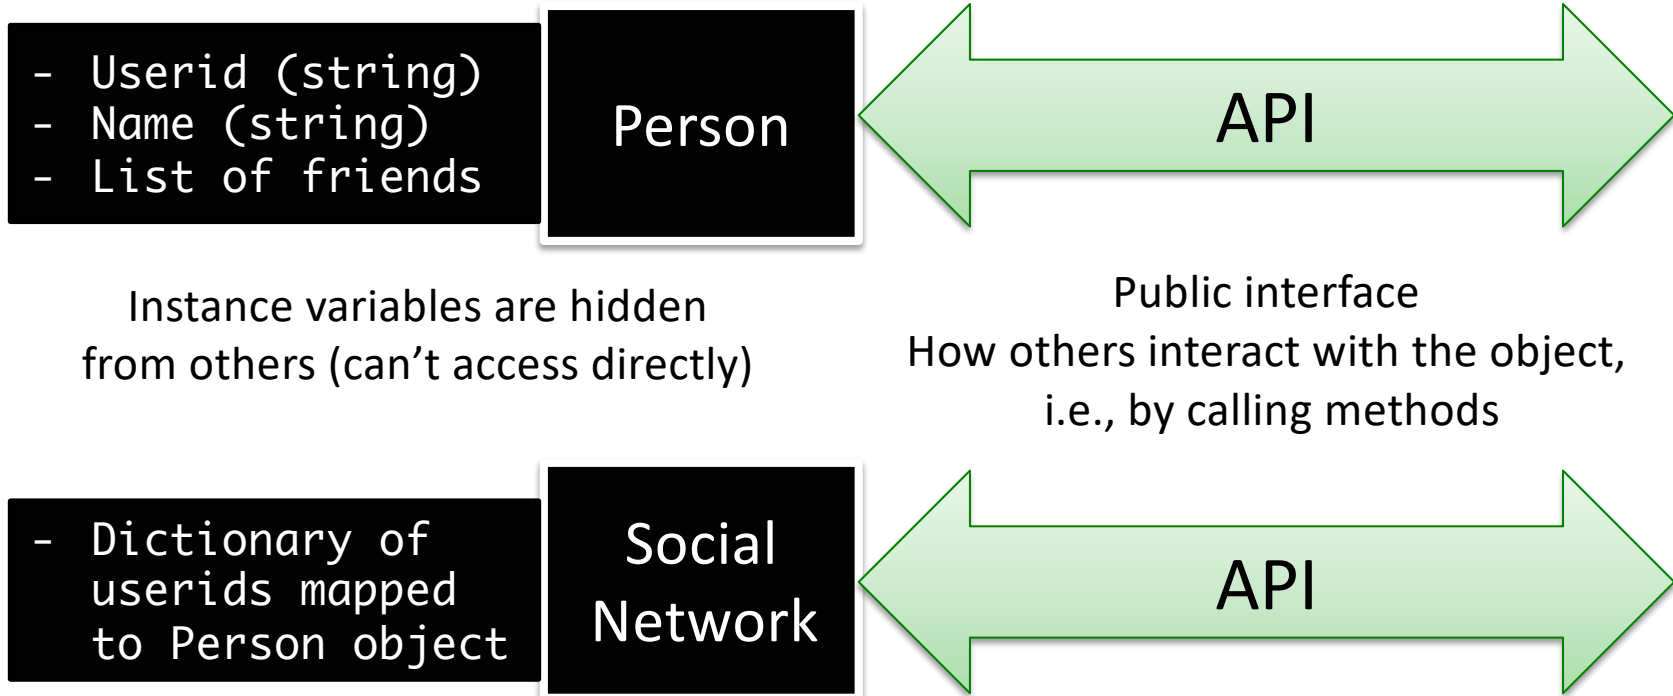 - Userid (string)
- Name (string)
- List of friends
Person
API
Instance variables are hidden
from others (can’t access directly)
Public interface
How others interact with the object,
i.e., by calling methods
- Dictionary of
userids mapped
to Person object
Social
Network
API